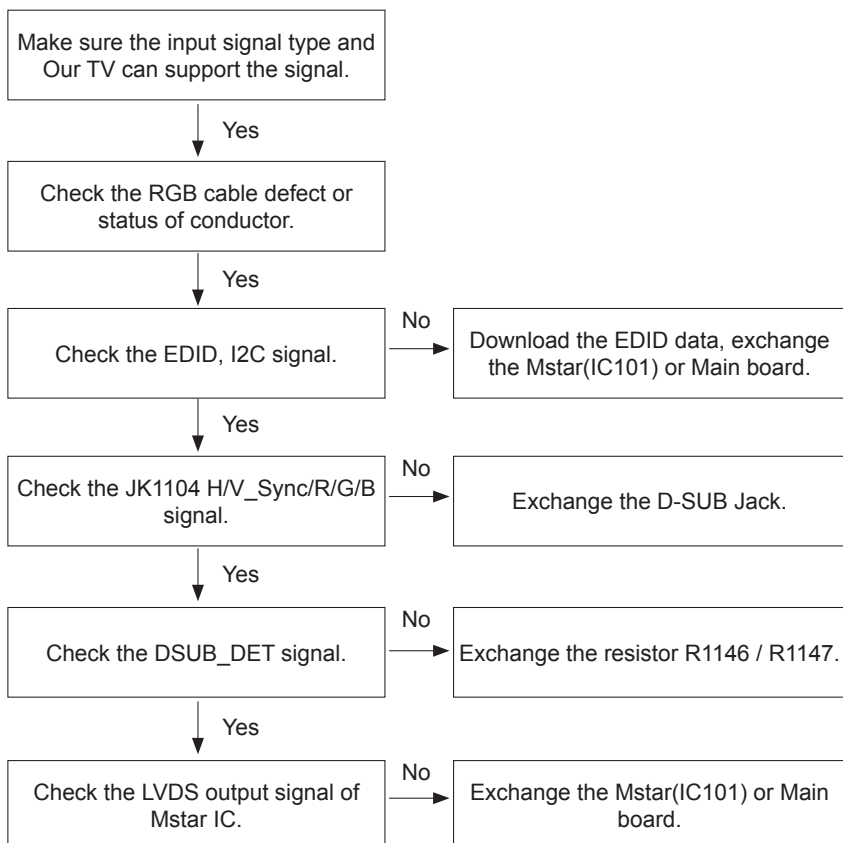 Make sure the input signal type and
Our TV can support the signal.
Yes
Check the RGB cable defect or
status of conductor.
Yes
Check the EDID, I2C signal.
No
Download the EDID data, exchange
the Mstar(IC101) or Main board.
Yes
Check the JK1104 H/V_Sync/R/G/B
signal.
No
Exchange the D-SUB Jack.
Yes
Check the DSUB_DET signal.
No
Exchange the resistor R1146 / R1147.
Yes
Check the LVDS output signal of
Mstar IC.
No
Exchange the Mstar(IC101) or Main
board.